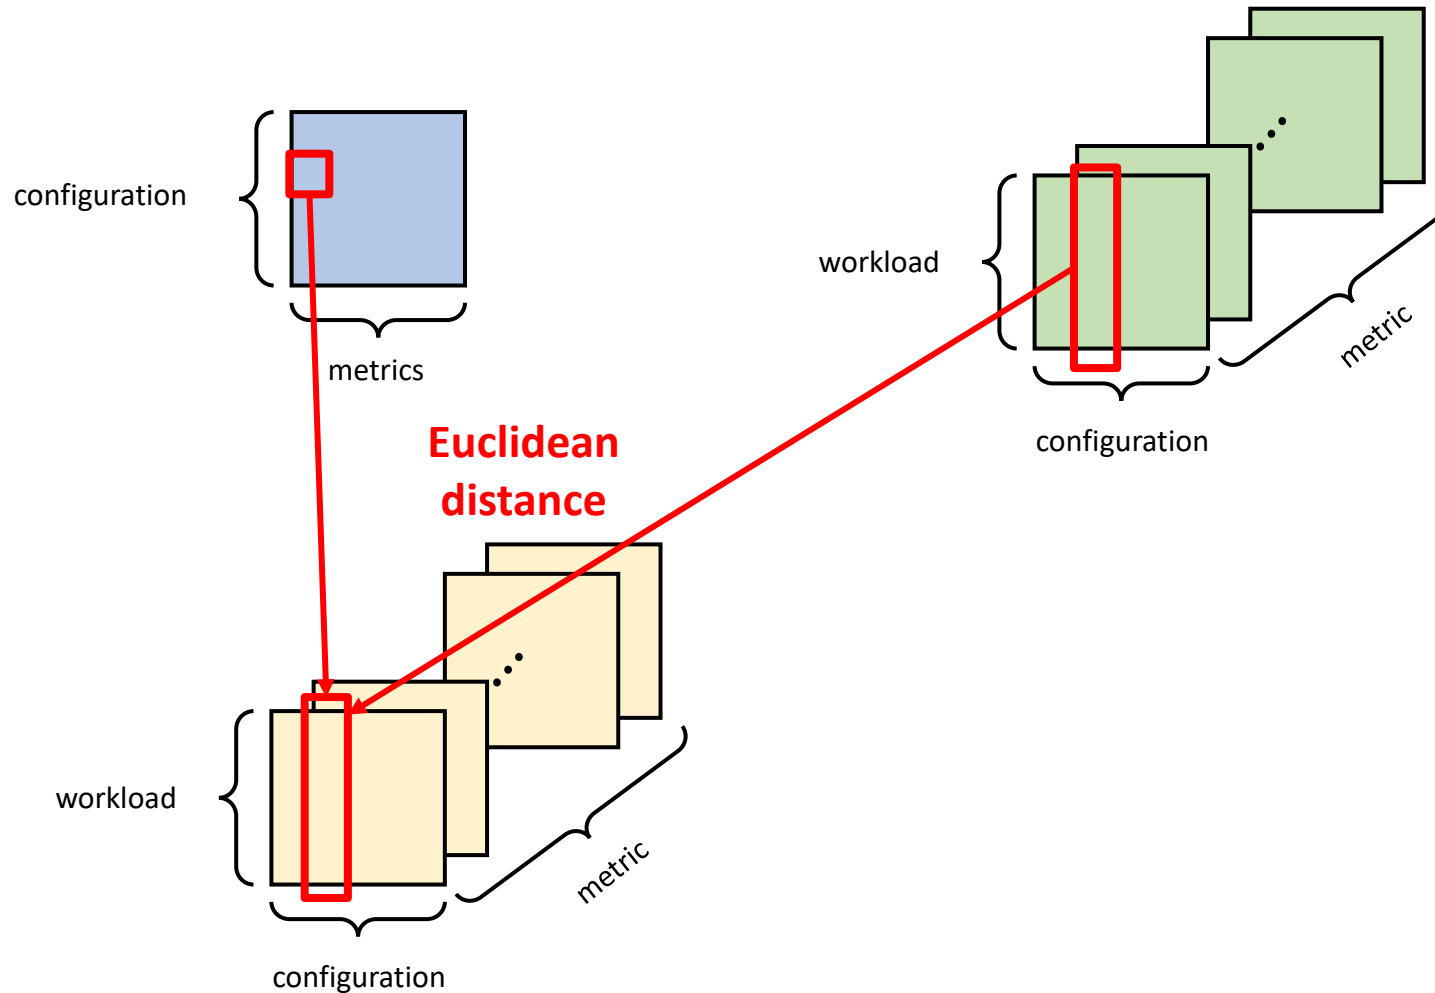 configuration
metrics
workload
configuration
metric
Euclidean
distance
workload
configuration
metric